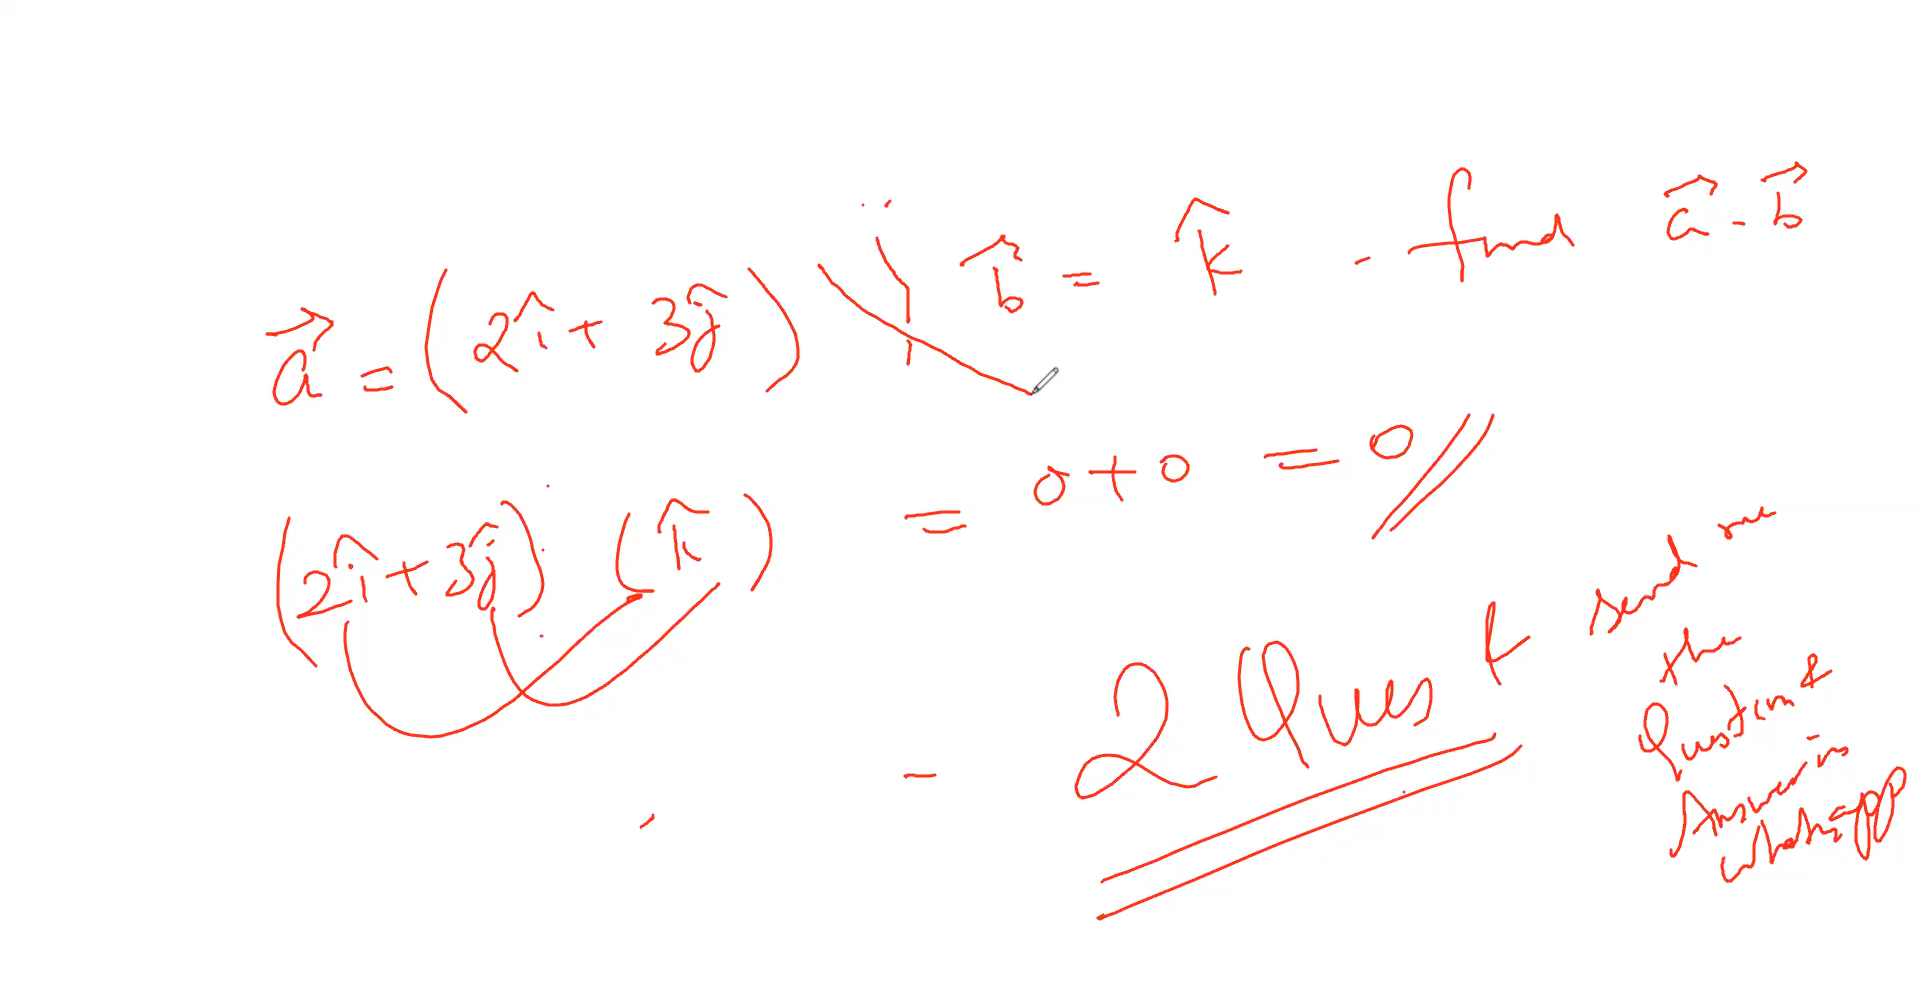 a⃗ = (2î + 3ĵ) b⃗ = k̂ - find a⃗ . b⃗
(2î + 3ĵ) . (k̂) = 0 + 0 = 0
- 2 Ques
send me
the
Question &
Answer in
whatsapp